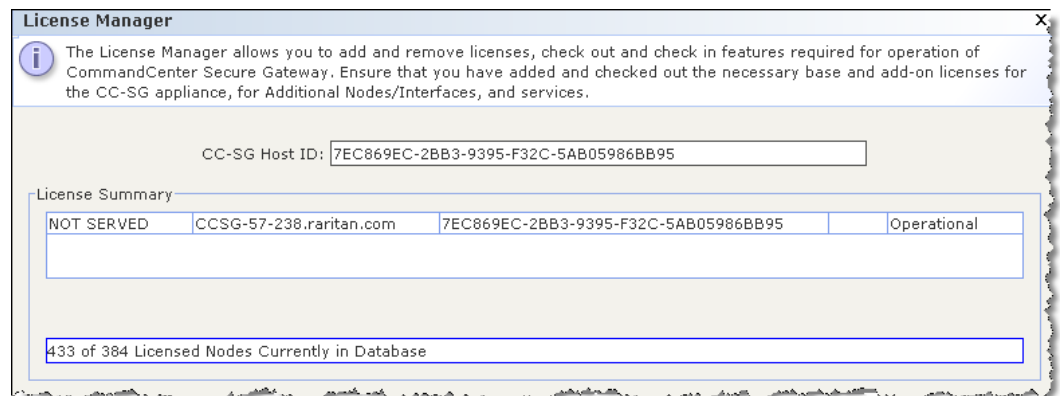 License Manager X
The License Manager allows you to add and remove licenses, check out and check in features required for operation of
CommandCenter Secure Gateway. Ensure that you have added and checked out the necessary base and add-on licenses for
the CC-SG appliance, for Additional Nodes/Interfaces, and services.
CC-SG Host ID: 7EC869EC-2BB3-9395-F32C-5AB05986BB95
License Summary
NOT SERVED CCSG-57-238.raritan.com 7EC869EC-2BB3-9395-F32C-5AB05986BB95 Operational
433 of 384 Licensed Nodes Currently in Database